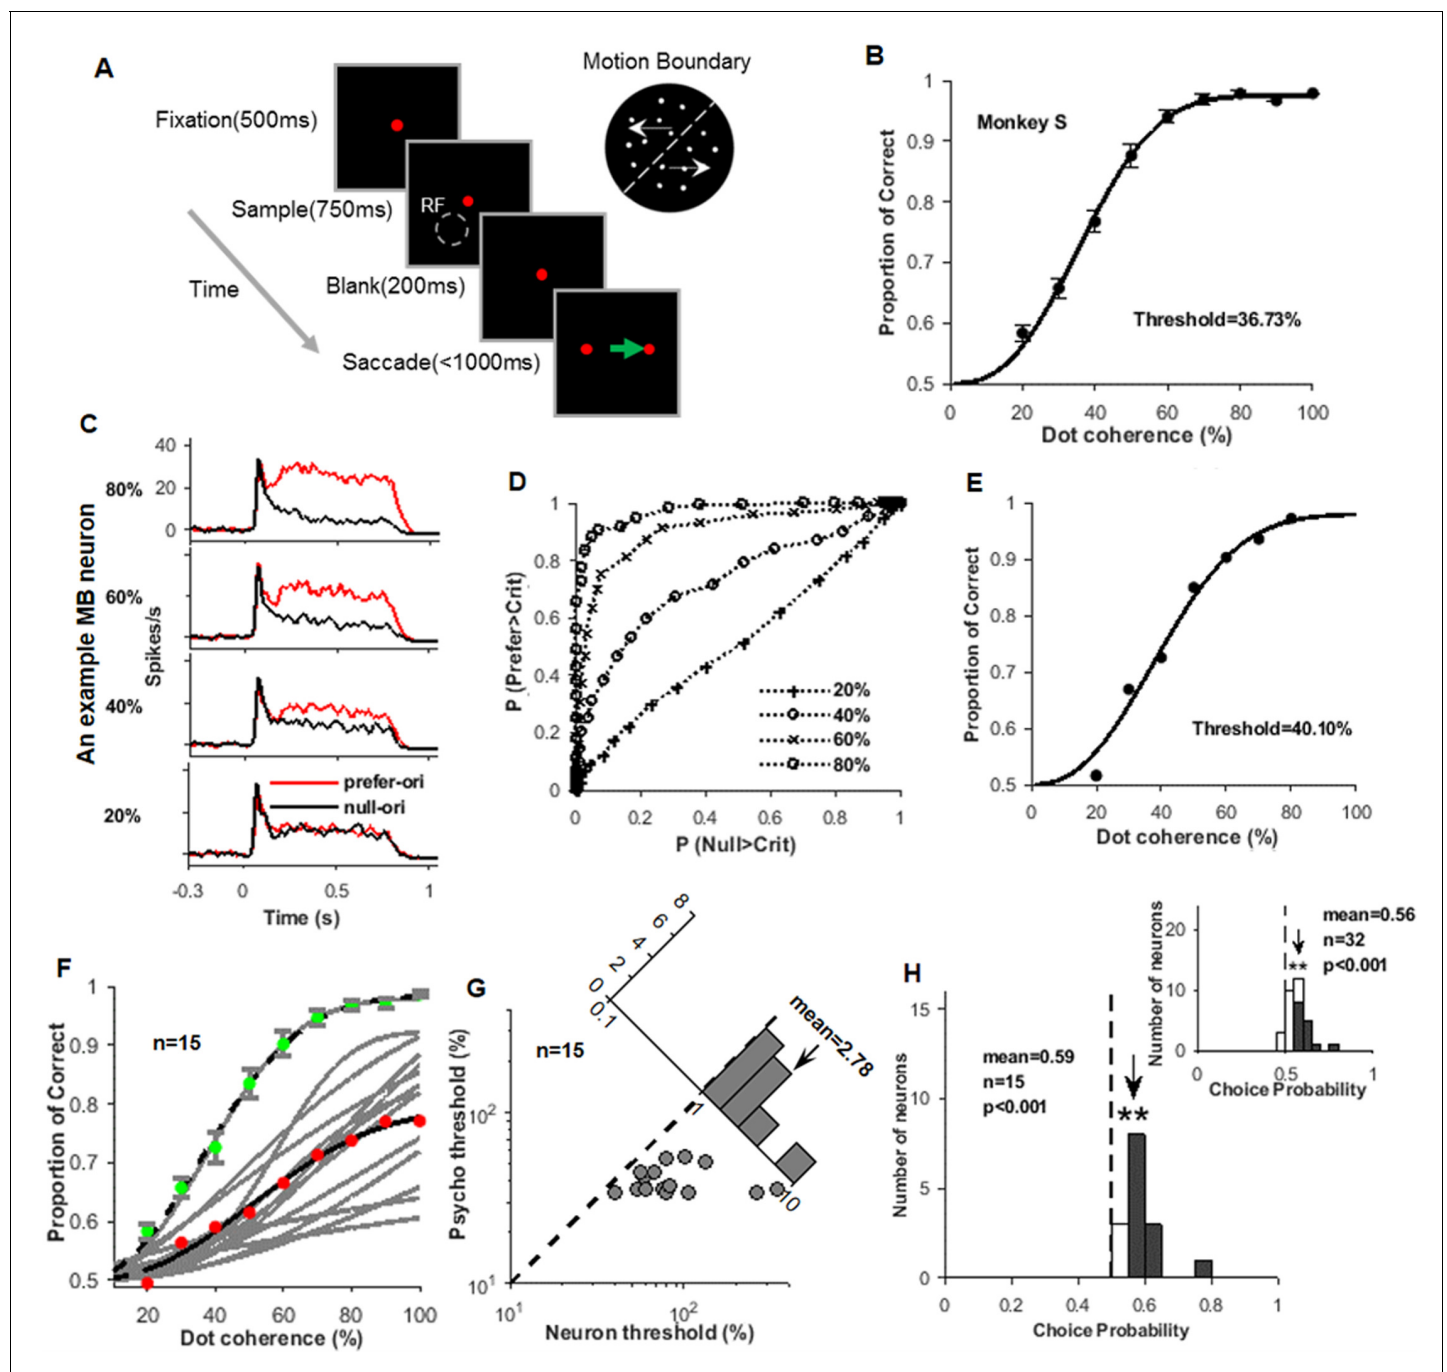 A
Motion Boundary
Fixation(500ms)
Sample(750ms)
RF
Blank(200ms)
Time
Saccade(<1000ms)
B
Monkey S
Proportion of Correct
1
0.9
0.8
0.7
0.6
0.5
Threshold=36.73%
0 20 40 60 80 100
Dot coherence (%)
C
An example MB neuron
Spikes/s
80%
40
20
0
60%
40%
20%
prefer-ori
null-ori
-0.3 0 0.5 1
Time (s)
D
P (Prefer>Crit)
1
0.8
0.6
0.4
0.2
0
20%
40%
60%
80%
0 0.2 0.4 0.6 0.8 1
P (Null>Crit)
E
Proportion of Correct
1
0.9
0.8
0.7
0.6
0.5
Threshold=40.10%
0 20 40 60 80 100
Dot coherence (%)
F
Proportion of Correct
1
0.9
0.8
0.7
0.6
0.5
n=15
20 40 60 80 100
Dot coherence (%)
G
Psycho threshold (%)
n=15
8
6
4
2
0
0.1
1
10
mean=2.78
10²
10¹
10¹ 10²
Neuron threshold (%)
H
Number of neurons
15
10
5
0
mean=0.59
n=15
p<0.001
**
0 0.2 0.4 0.6 0.8 1
Choice Probability
Number of neurons
20
10
0
mean=0.56
n=32
p<0.001
**
0 0.5 1
Choice Probability